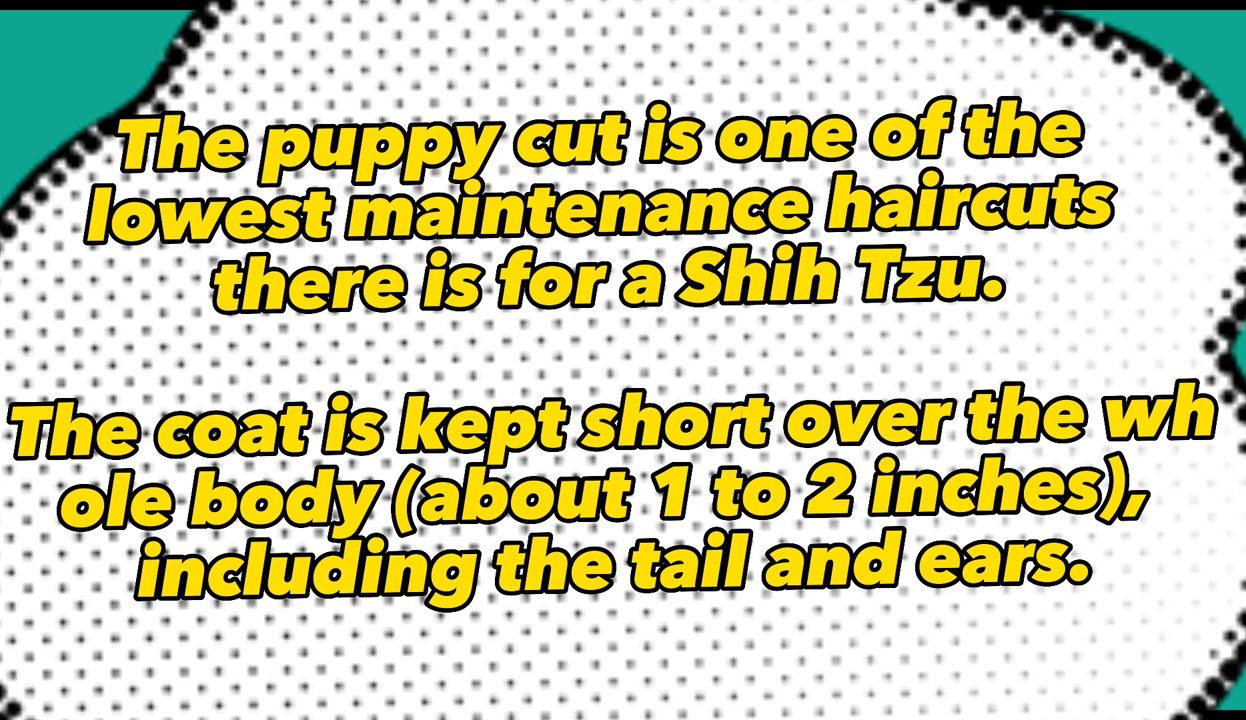 The puppy cut is one of the
lowest maintenance haircuts
there is for a Shih Tzu.
The coat is kept short over the wh
ole body (about 1 to 2 inches),
including the tail and ears.